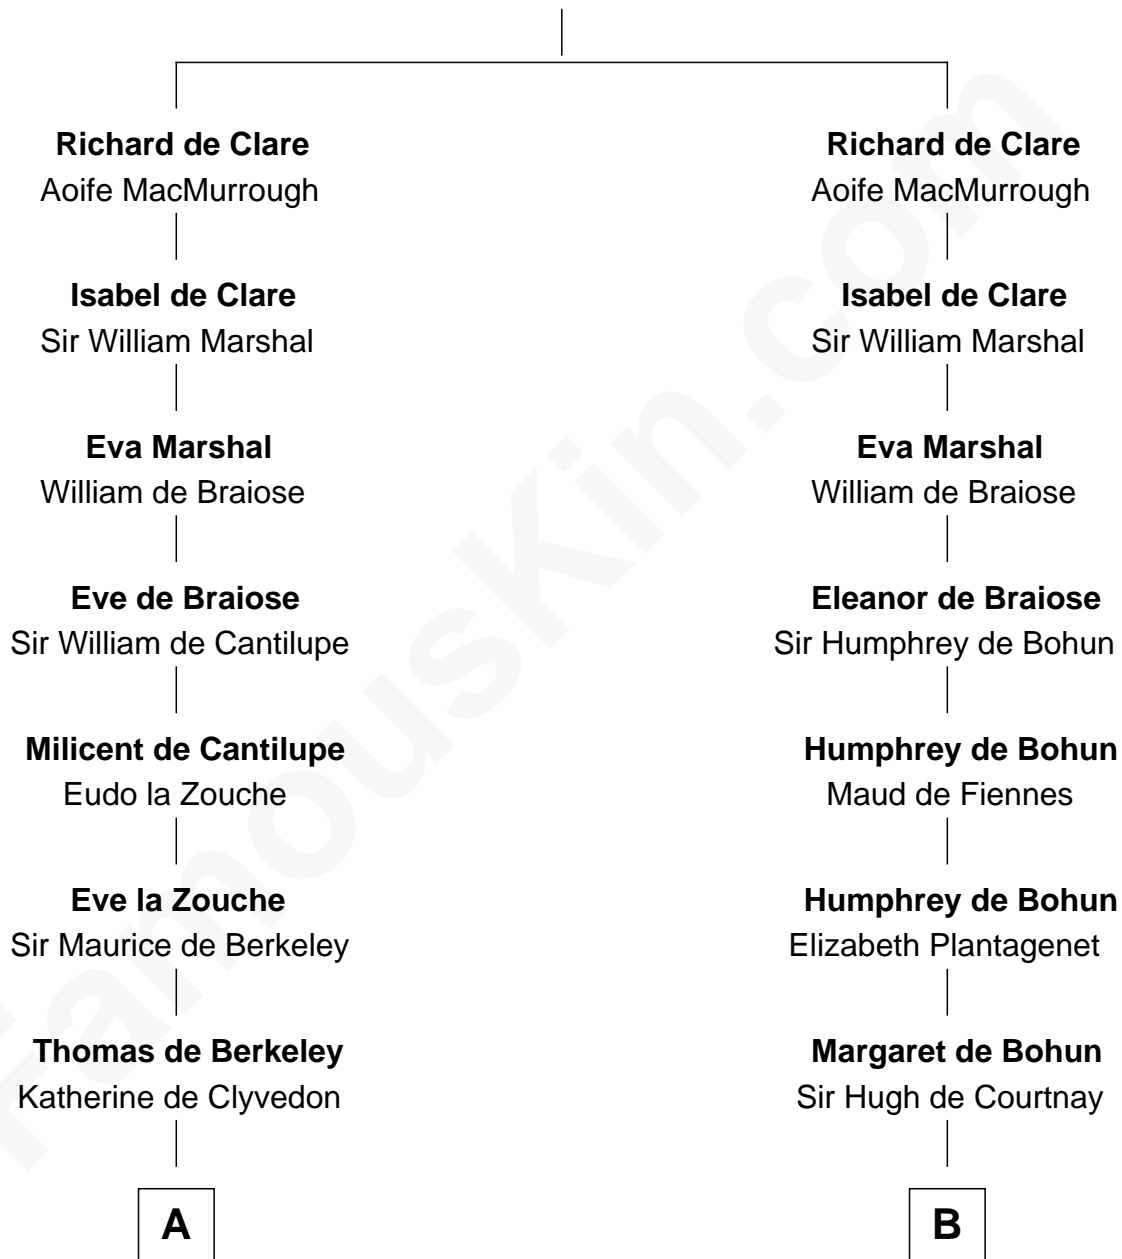 Richard de Clare
Aoife MacMurrough
Isabel de Clare
Sir William Marshal
Eva Marshal
William de Braiose
Eve de Braiose
Sir William de Cantilupe
Milicent de Cantilupe
Eudo la Zouche
Eve la Zouche
Sir Maurice de Berkeley
Thomas de Berkeley
Katherine de Clyvedon
A
Richard de Clare
Aoife MacMurrough
Isabel de Clare
Sir William Marshal
Eva Marshal
William de Braiose
Eleanor de Braiose
Sir Humphrey de Bohun
Humphrey de Bohun
Maud de Fiennes
Humphrey de Bohun
Elizabeth Plantagenet
Margaret de Bohun
Sir Hugh de Courtnay
B
FamousKin.com